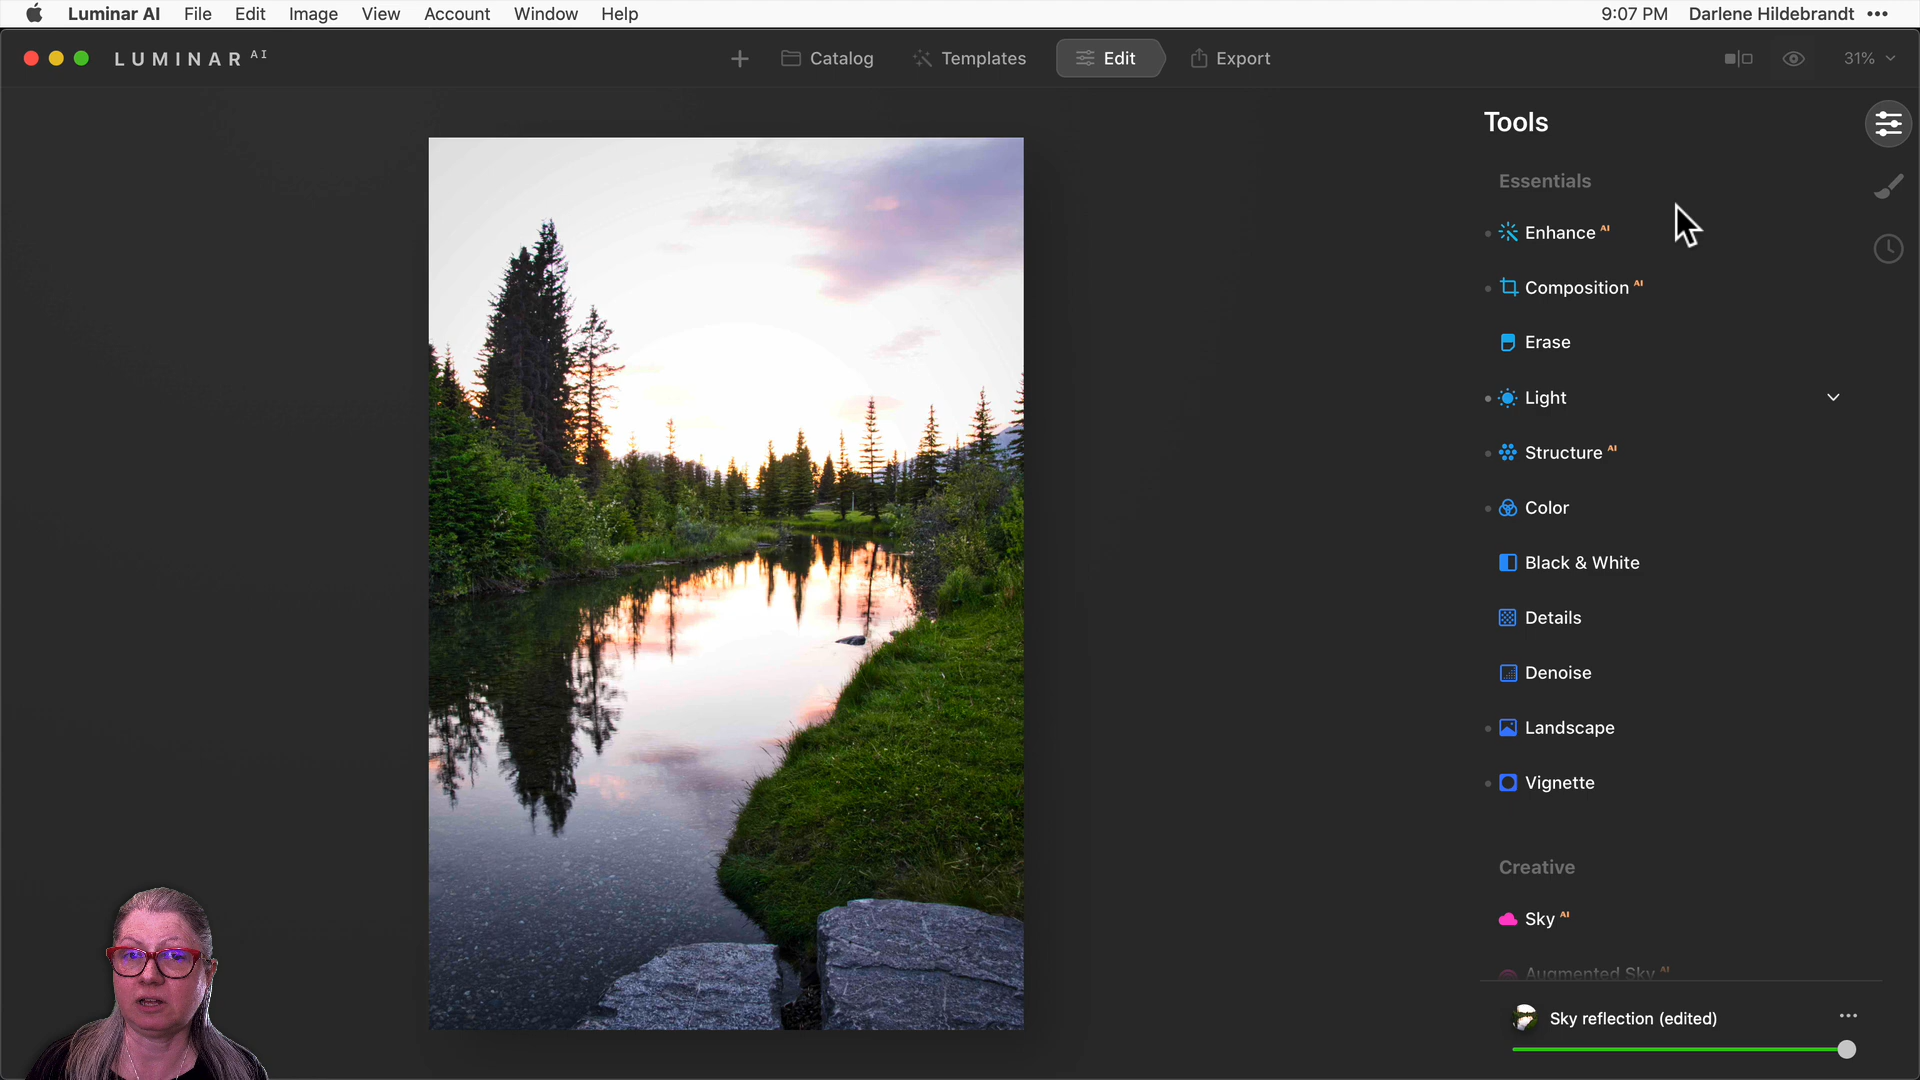 Luminar AI File Edit Image View Account Window Help 9:07 PM Darlene Hildebrandt •••
LUMINAR AI + Catalog Templates Edit Export 31%
Tools
Essentials
Enhance AI
Composition AI
Erase
Light
Structure AI
Color
Black & White
Details
Denoise
Landscape
Vignette
Creative
Sky AI
Augmented Sky AI
Sky reflection (edited) •••